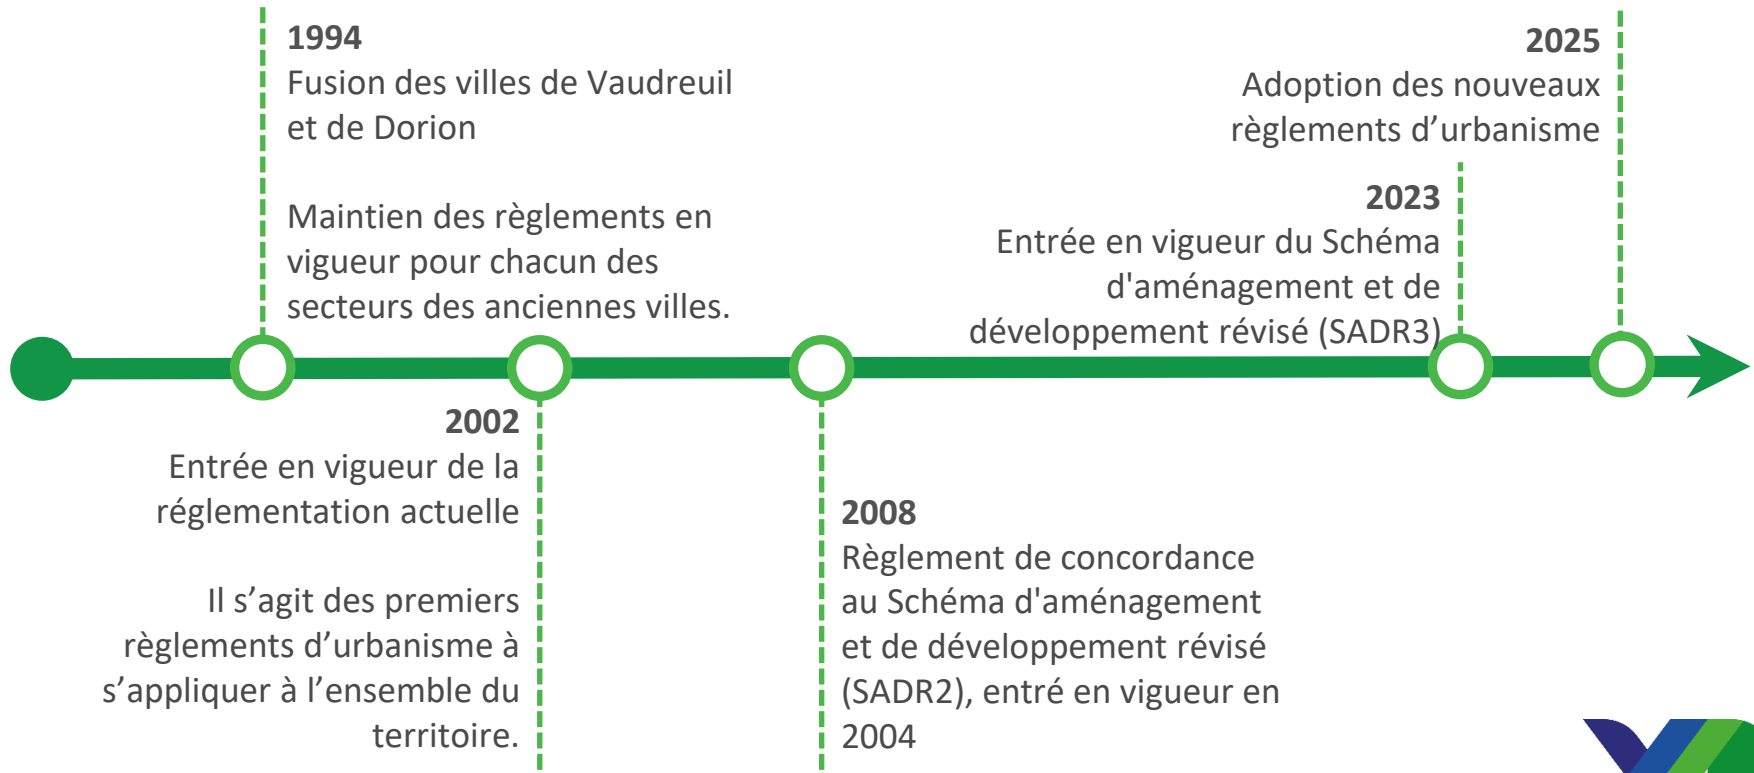 1994
Fusion des villes de Vaudreuil
et de Dorion
Maintien des règlements en
vigueur pour chacun des
secteurs des anciennes villes.
2002
Entrée en vigueur de la
réglementation actuelle
Il s’agit des premiers
règlements d’urbanisme à
s’appliquer à l’ensemble du
territoire.
2008
Règlement de concordance
au Schéma d'aménagement
et de développement révisé
(SADR2), entré en vigueur en
2004
2023
Entrée en vigueur du Schéma
d'aménagement et de
développement révisé (SADR3)
2025
Adoption des nouveaux
règlements d’urbanisme